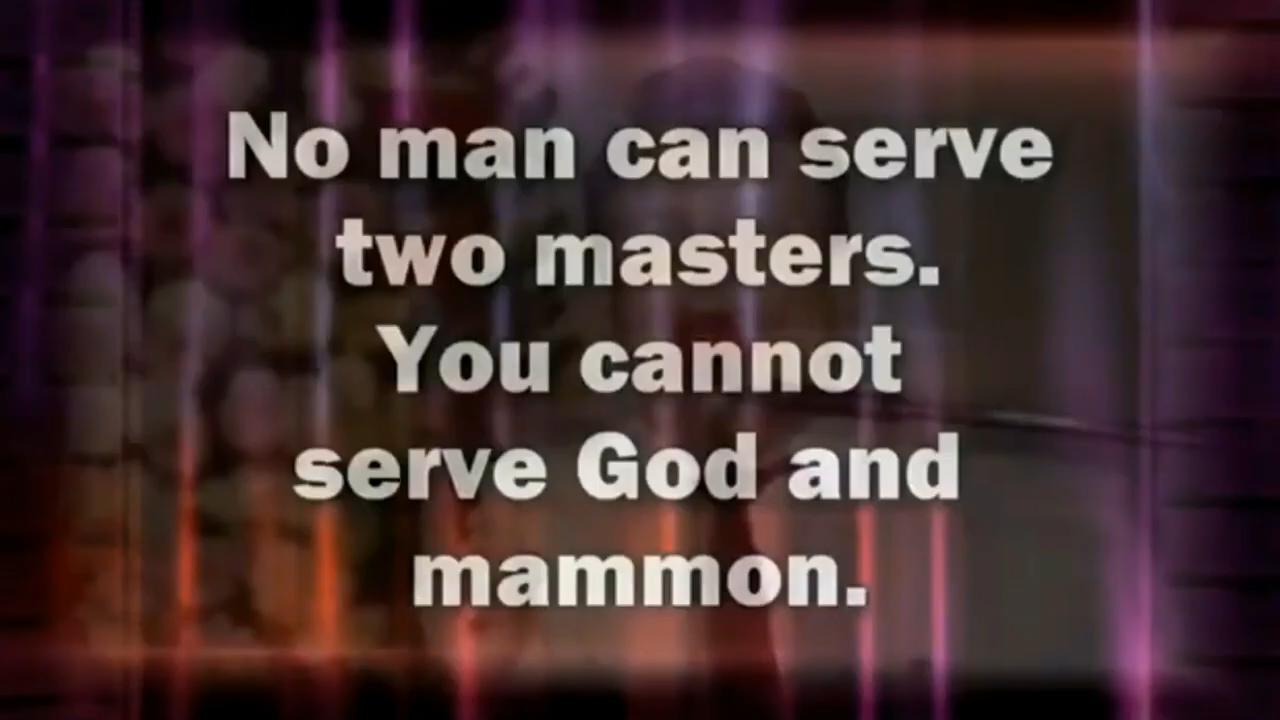 No man can serve
two masters.
You cannot
serve God and
mammon.